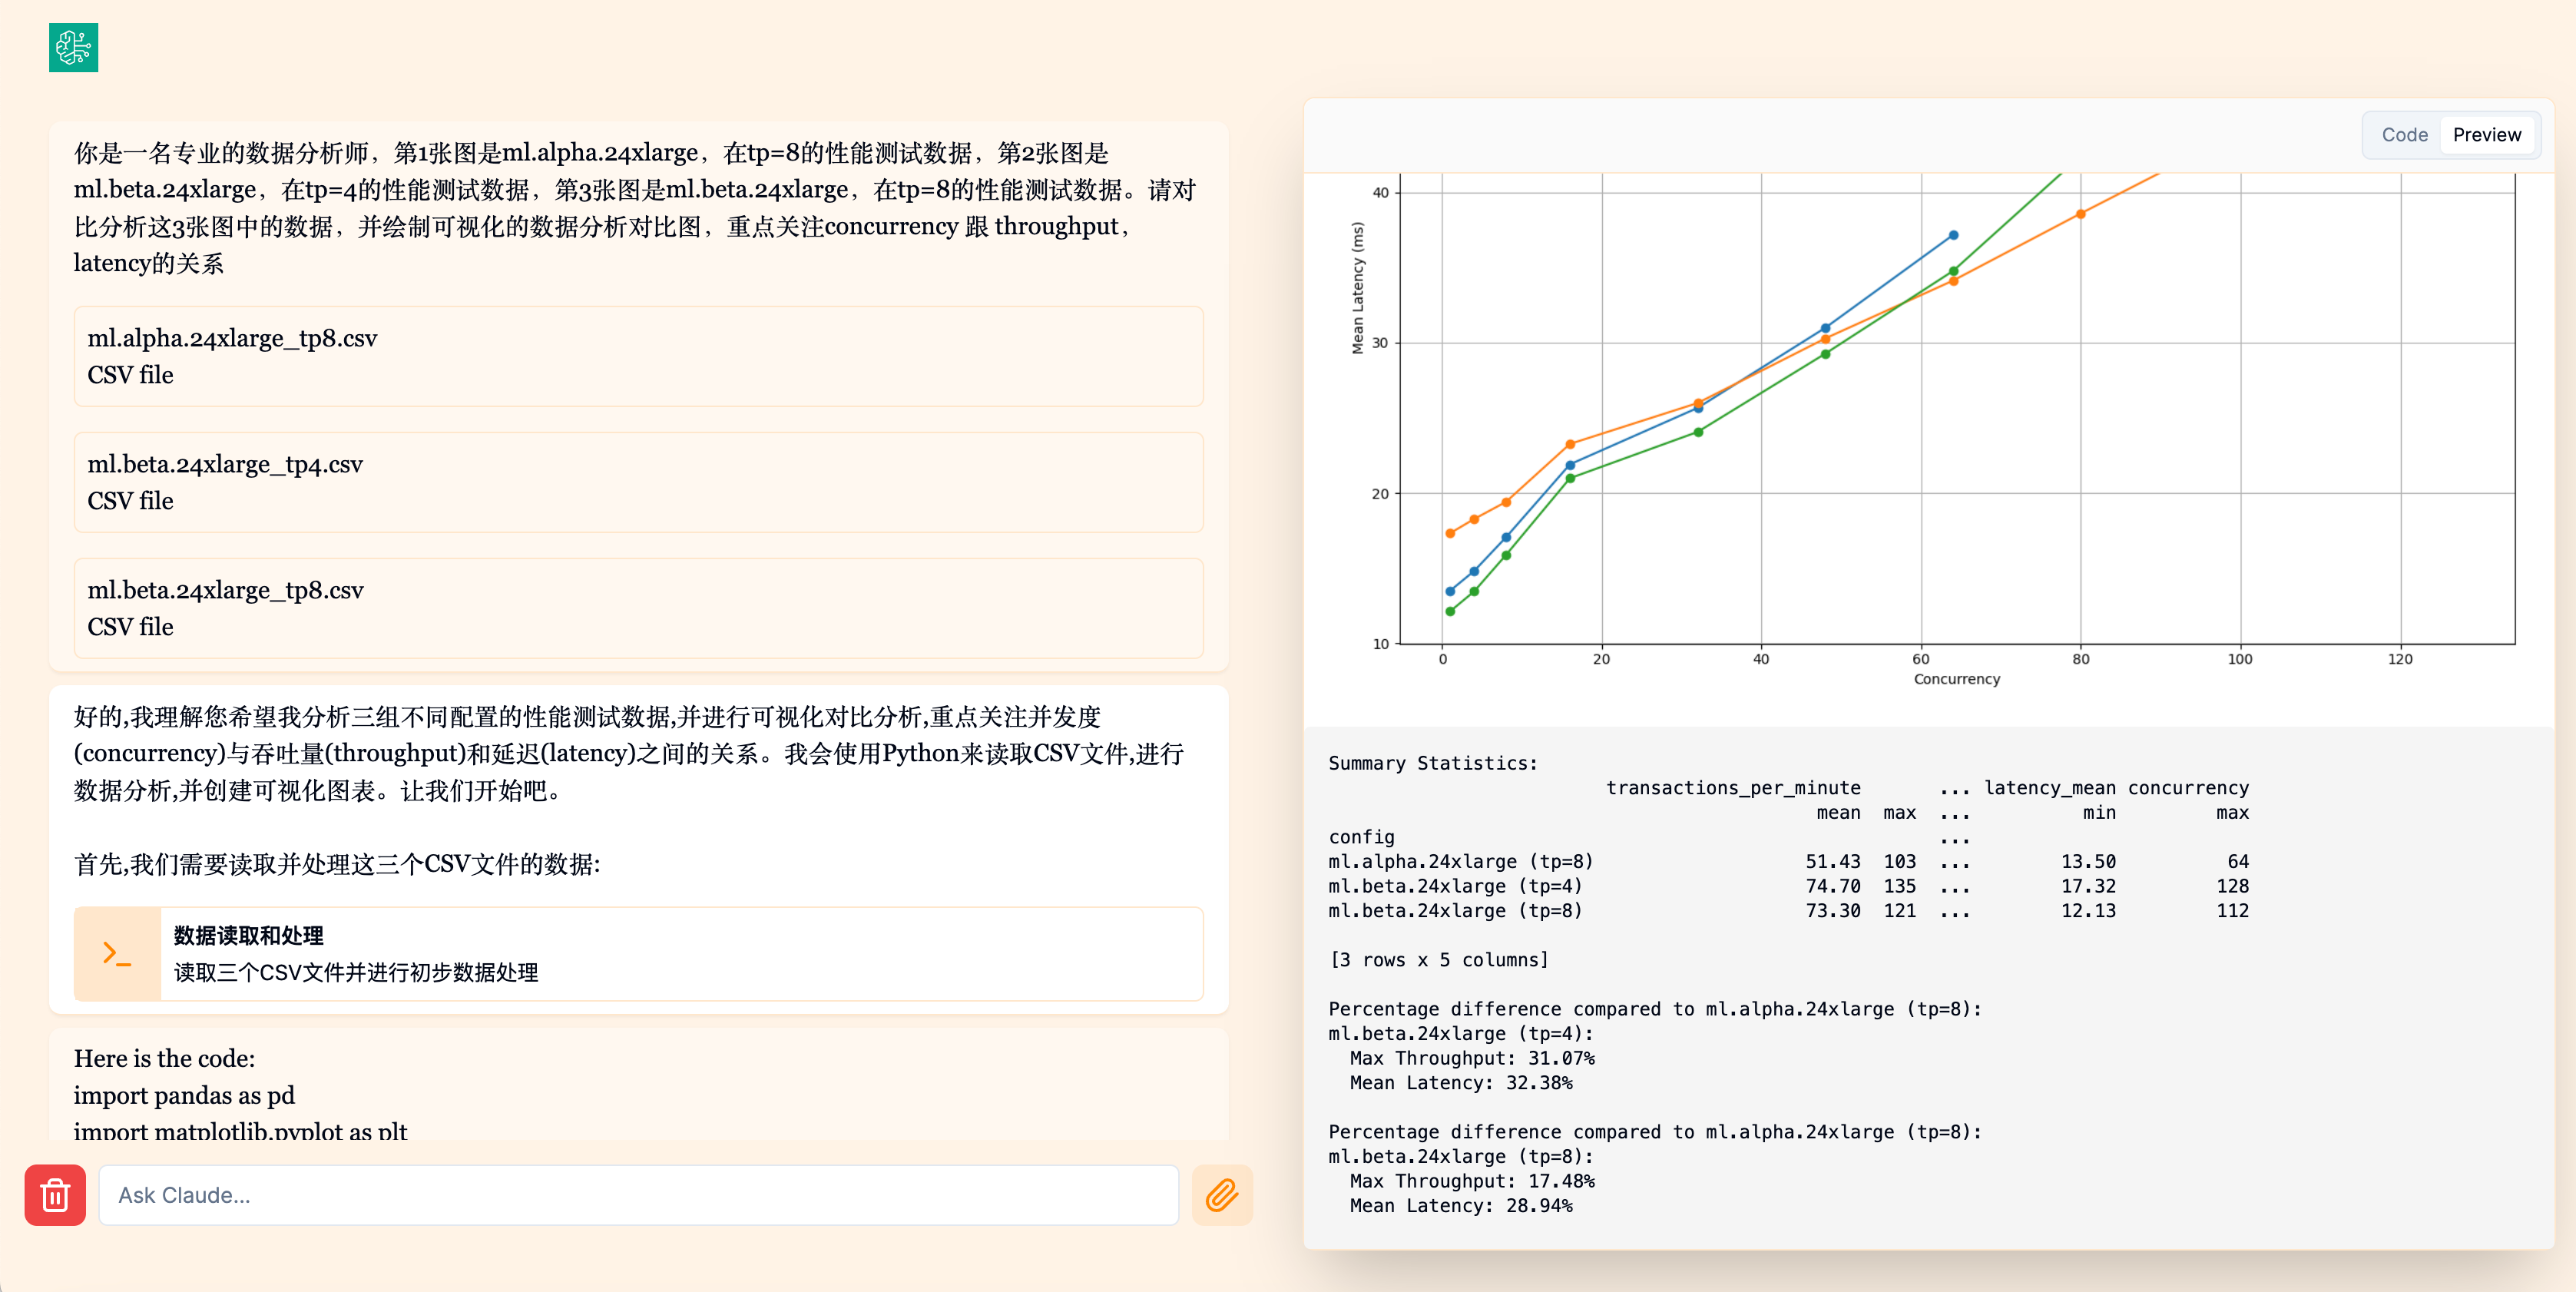 你是一名专业的数据分析师，第1张图是ml.alpha.24xlarge，在tp=8的性能测试数据，第2张图是
ml.beta.24xlarge，在tp=4的性能测试数据，第3张图是ml.beta.24xlarge，在tp=8的性能测试数据。请对
比分析这3张图中的数据，并绘制可视化的数据分析对比图，重点关注concurrency 跟 throughput，
latency的关系
ml.alpha.24xlarge_tp8.csv
CSV file
ml.beta.24xlarge_tp4.csv
CSV file
ml.beta.24xlarge_tp8.csv
CSV file
好的,我理解您希望我分析三组不同配置的性能测试数据,并进行可视化对比分析,重点关注并发度
(concurrency)与吞吐量(throughput)和延迟(latency)之间的关系。我会使用Python来读取CSV文件,进行
数据分析,并创建可视化图表。让我们开始吧。
首先,我们需要读取并处理这三个CSV文件的数据:
>_
数据读取和处理
读取三个CSV文件并进行初步数据处理
Here is the code:
import pandas as pd
import matplotlib.pyplot as plt
Ask Claude...
Code Preview
Mean Latency (ms)
40
30
20
10
0 20 40 60 80 100 120
Concurrency
Summary Statistics:
transactions_per_minute ... latency_mean concurrency
mean max ... min max
config ...
ml.alpha.24xlarge (tp=8) 51.43 103 ... 13.50 64
ml.beta.24xlarge (tp=4) 74.70 135 ... 17.32 128
ml.beta.24xlarge (tp=8) 73.30 121 ... 12.13 112
[3 rows x 5 columns]
Percentage difference compared to ml.alpha.24xlarge (tp=8):
ml.beta.24xlarge (tp=4):
Max Throughput: 31.07%
Mean Latency: 32.38%
Percentage difference compared to ml.alpha.24xlarge (tp=8):
ml.beta.24xlarge (tp=8):
Max Throughput: 17.48%
Mean Latency: 28.94%